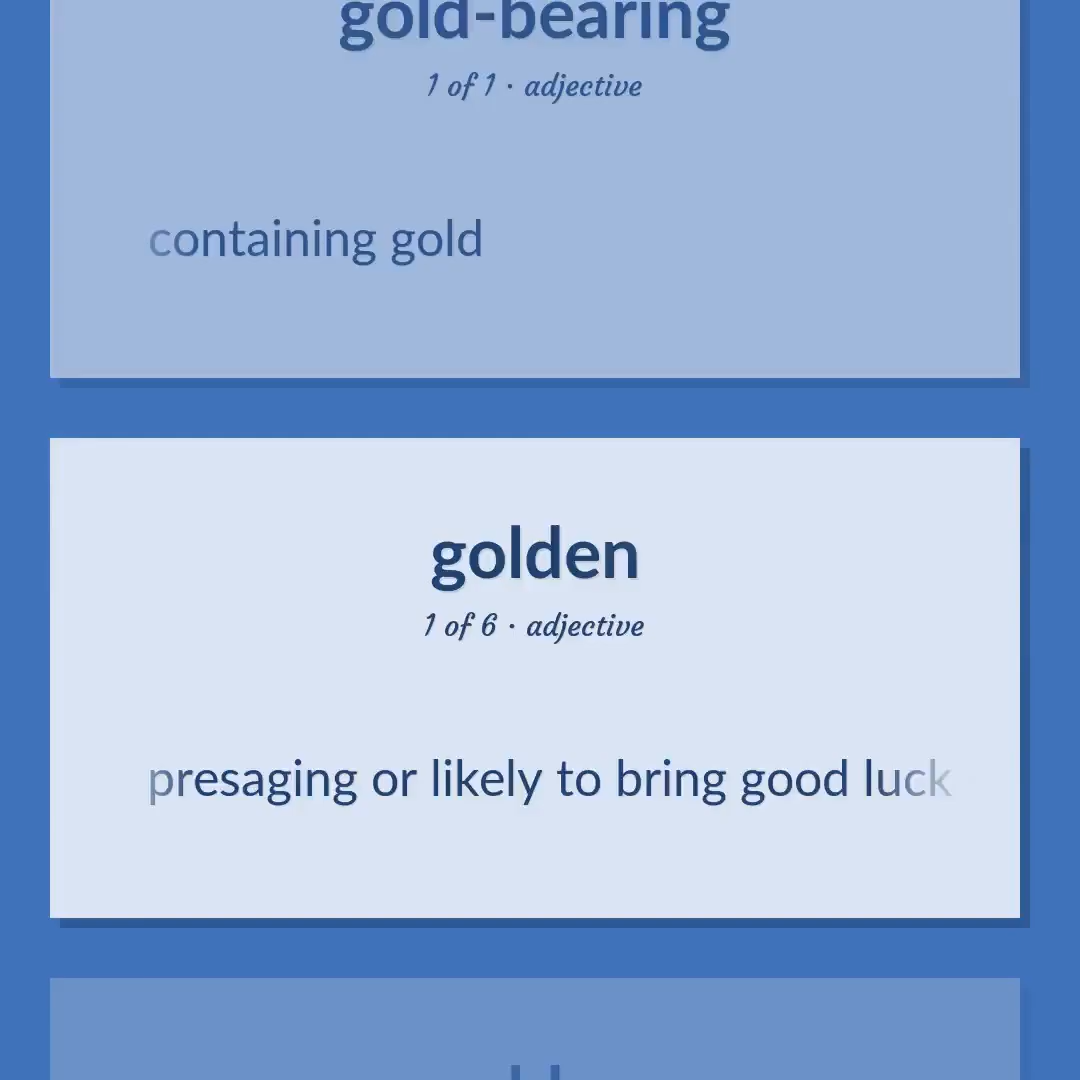 gold-bearing
1 of 1 · adjective
containing gold
golden
1 of 6 · adjective
presaging or likely to bring good luck